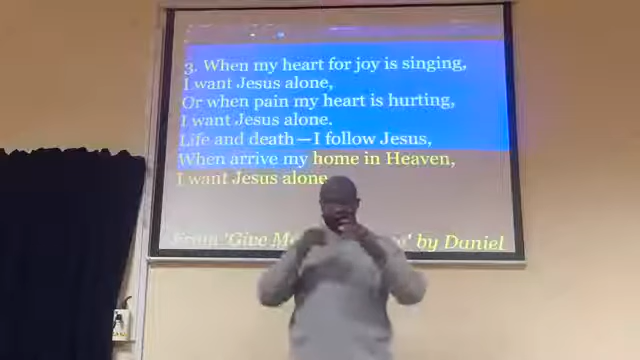 3. When my heart for joy is singing,
I want Jesus alone,
Or when pain my heart is hurting,
I want Jesus alone.
Life and death—I follow Jesus,
When arrive my home in Heaven,
I want Jesus alone
From 'Give Me by Daniel